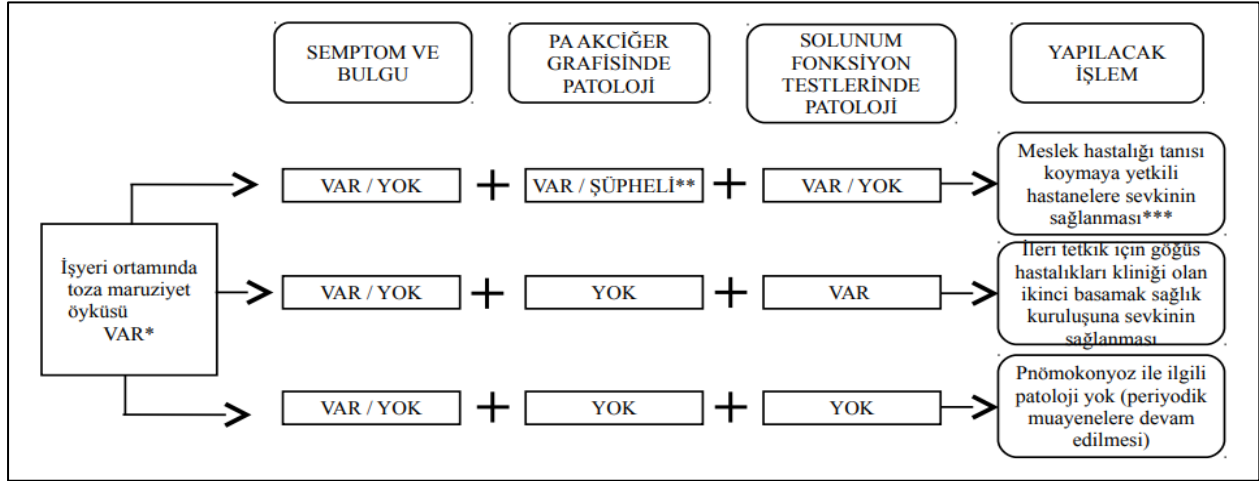 SEMPTOM VE
BULGU
PA AKCİĞER
GRAFİSİNDE
PATOLOJİ
SOLUNUM
FONKSİYON
TESTLERİNDE
PATOLOJİ
YAPILACAK
İŞLEM
İşyeri ortamında
toza maruziyet
öyküsü
VAR*
VAR / YOK
+
VAR / ŞÜPHELİ**
+
VAR / YOK
Meslek hastalığı tanısı
koymaya yetkili
hastanelere sevkinin
sağlanması***
VAR / YOK
+
YOK
+
VAR
İleri tetkik için göğüs
hastalıkları kliniği olan
ikinci basamak sağlık
kuruluşuna sevkinin
sağlanması
VAR / YOK
+
YOK
+
YOK
Pnömokonyoz ile ilgili
patoloji yok (periyodik
muayenelere devam
edilmesi)